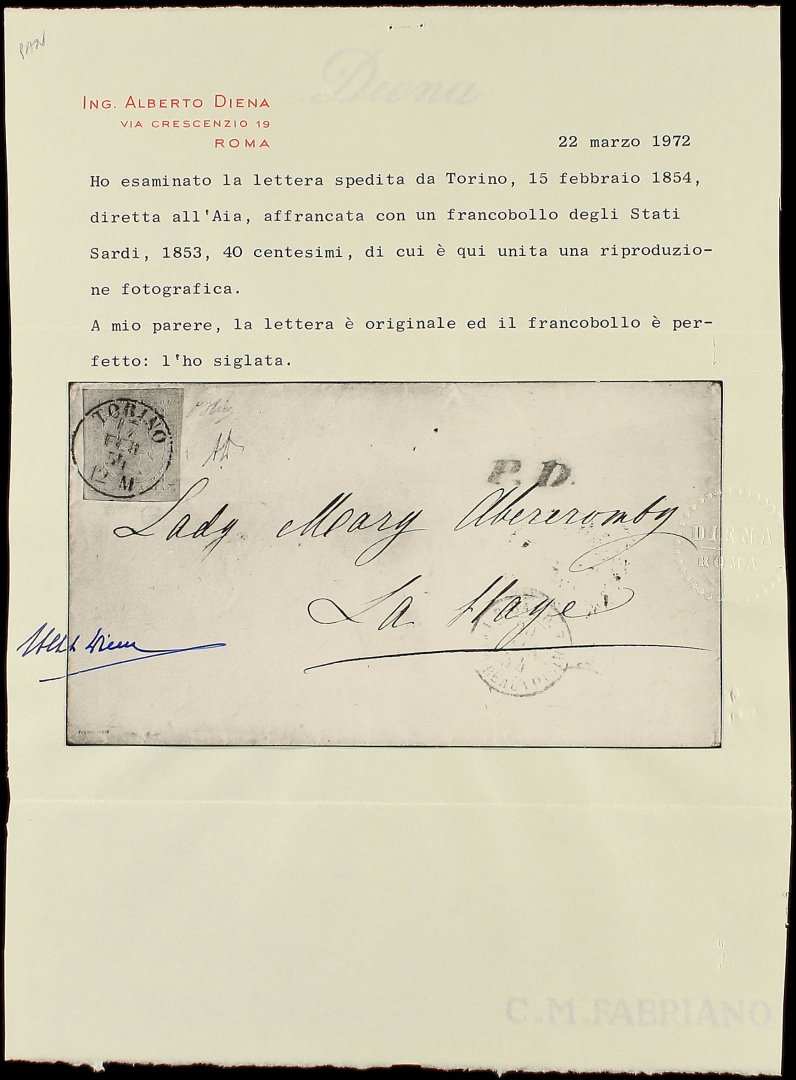 PAN
Diena
ING. ALBERTO DIENA
VIA CRESCENZIO 19
ROMA
22 marzo 1972
Ho esaminato la lettera spedita da Torino, 15 febbraio 1854,
diretta all'Aia, affrancata con un francobollo degli Stati
Sardi, 1853, 40 centesimi, di cui è qui unita una riproduzio-
ne fotografica.
A mio parere, la lettera è originale ed il francobollo è per-
fetto: l'ho siglata.
TORINO
FEB
54
12 M
P.D.
Lady Mary Abercromby
DIENA
ROMA
La Haye
C.M.FABRIANO